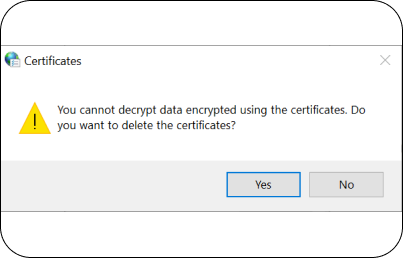 Certificates
You cannot decrypt data encrypted using the certificates. Do
you want to delete the certificates?
Yes
No